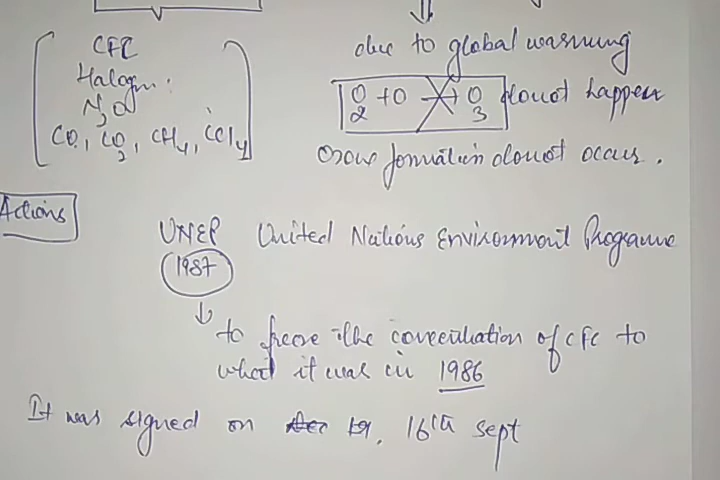 CFC
Halogen
N2O
CO, CO2, CH4, CCl4
due to global warming
O2 + O → O3 donot happen
Ozone formation donot occurs.
Actions
UNEP United Nations Environment Programe
1987
to freeze the concentration of CFC to
what it was in 1986
It was signed on 16th sept